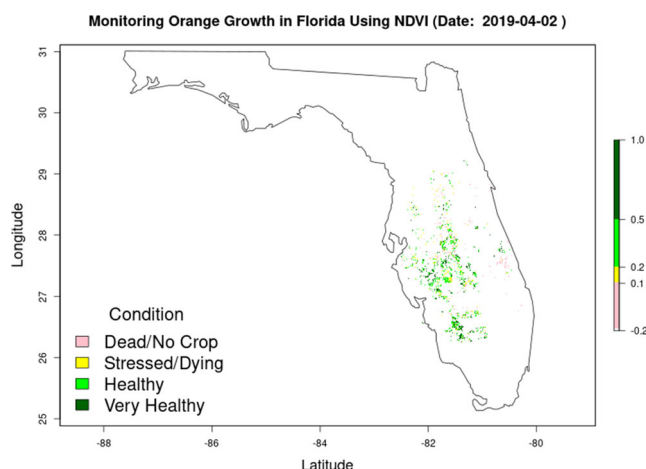 Monitoring Orange Growth in Florida Using NDVI (Date:  2019-04-02 )
31
30
29
28
27
26
25
Longitude
Condition
Dead/No Crop
Stressed/Dying
Healthy
Very Healthy
1.0
0.5
0.2
0.1
-0.2
-88
-86
-84
-82
-80
Latitude